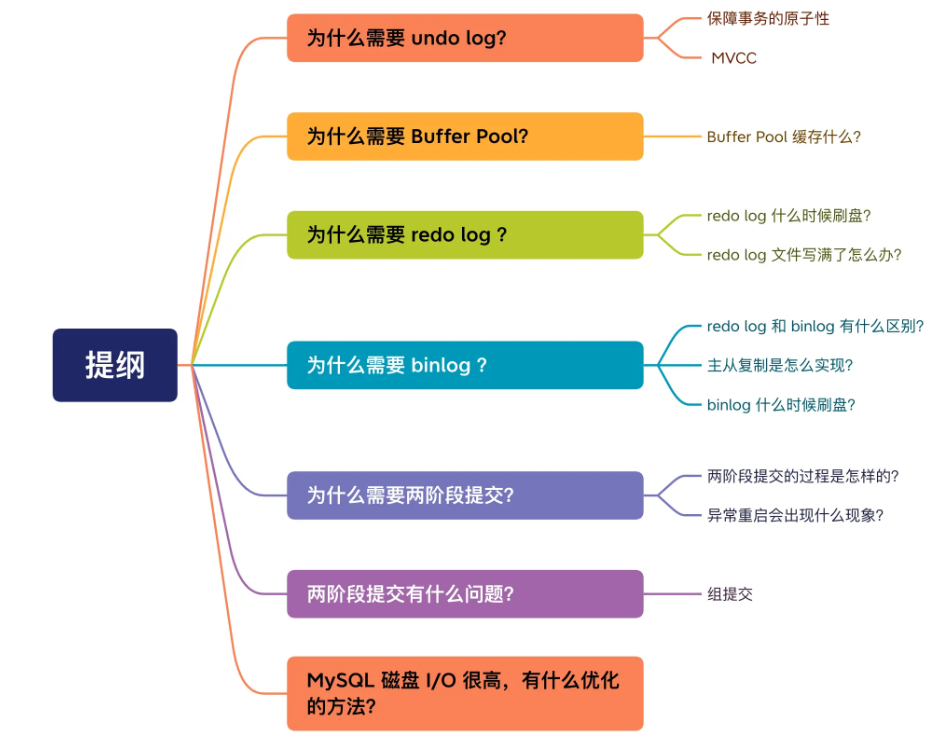 提纲
为什么需要 undo log?
保障事务的原子性
MVCC
为什么需要 Buffer Pool?
Buffer Pool 缓存什么?
为什么需要 redo log ?
redo log 什么时候刷盘?
redo log 文件写满了怎么办?
为什么需要 binlog ?
redo log 和 binlog 有什么区别?
主从复制是怎么实现?
binlog 什么时候刷盘?
为什么需要两阶段提交?
两阶段提交的过程是怎样的?
异常重启会出现什么现象?
两阶段提交有什么问题?
组提交
MySQL 磁盘 I/O 很高，有什么优化
的方法?